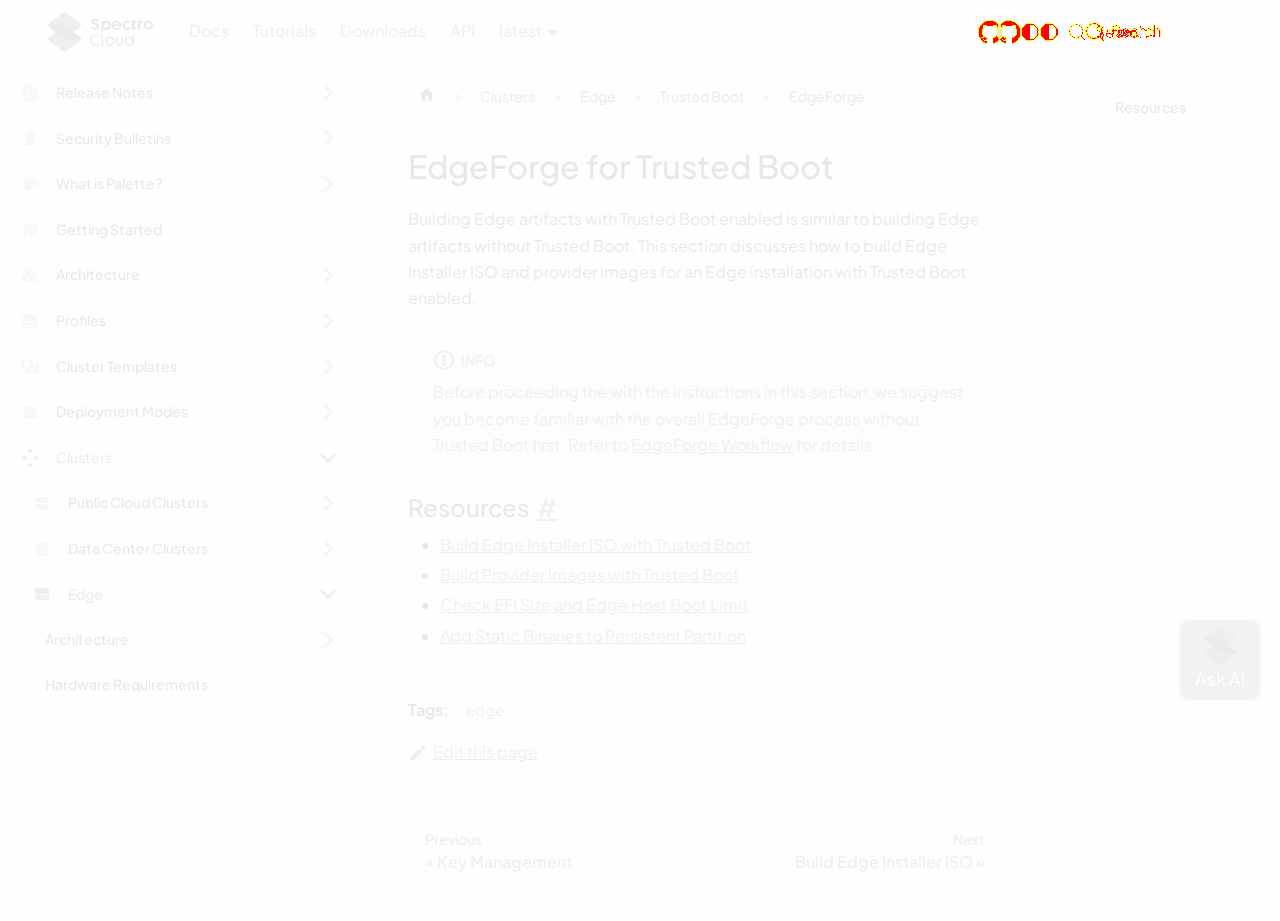 Spectro Cloud
Docs
Tutorials
Downloads
API
latest
Search
Release Notes
Security Bulletins
What is Palette?
Getting Started
Architecture
Profiles
Cluster Templates
Deployment Modes
Clusters
Public Cloud Clusters
Data Center Clusters
Edge
Architecture
Hardware Requirements
Clusters
Edge
Trusted Boot
EdgeForge
EdgeForge for Trusted Boot
Building Edge artifacts with Trusted Boot enabled is similar to building Edge
artifacts without Trusted Boot. This section discusses how to build Edge
Installer ISO and provider images for an Edge installation with Trusted Boot
enabled.
INFO
Before proceeding the with the instructions in this section, we suggest
you become familiar with the overall EdgeForge process without
Trusted Boot first. Refer to EdgeForge Workflow for details.
Resources #
Build Edge Installer ISO with Trusted Boot
Build Provider Images with Trusted Boot
Check EFI Size and Edge Host Boot Limit
Add Static Binaries to Persistent Partition
Tags: edge
Edit this page
Previous
« Key Management
Next
Build Edge Installer ISO »
Resources
Ask AI